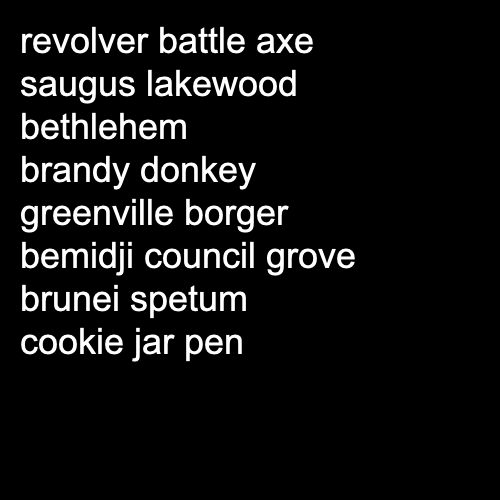 revolver battle axe
saugus lakewood
bethlehem
brandy donkey
greenville borger
bemidji council grove
brunei spetum
cookie jar pen